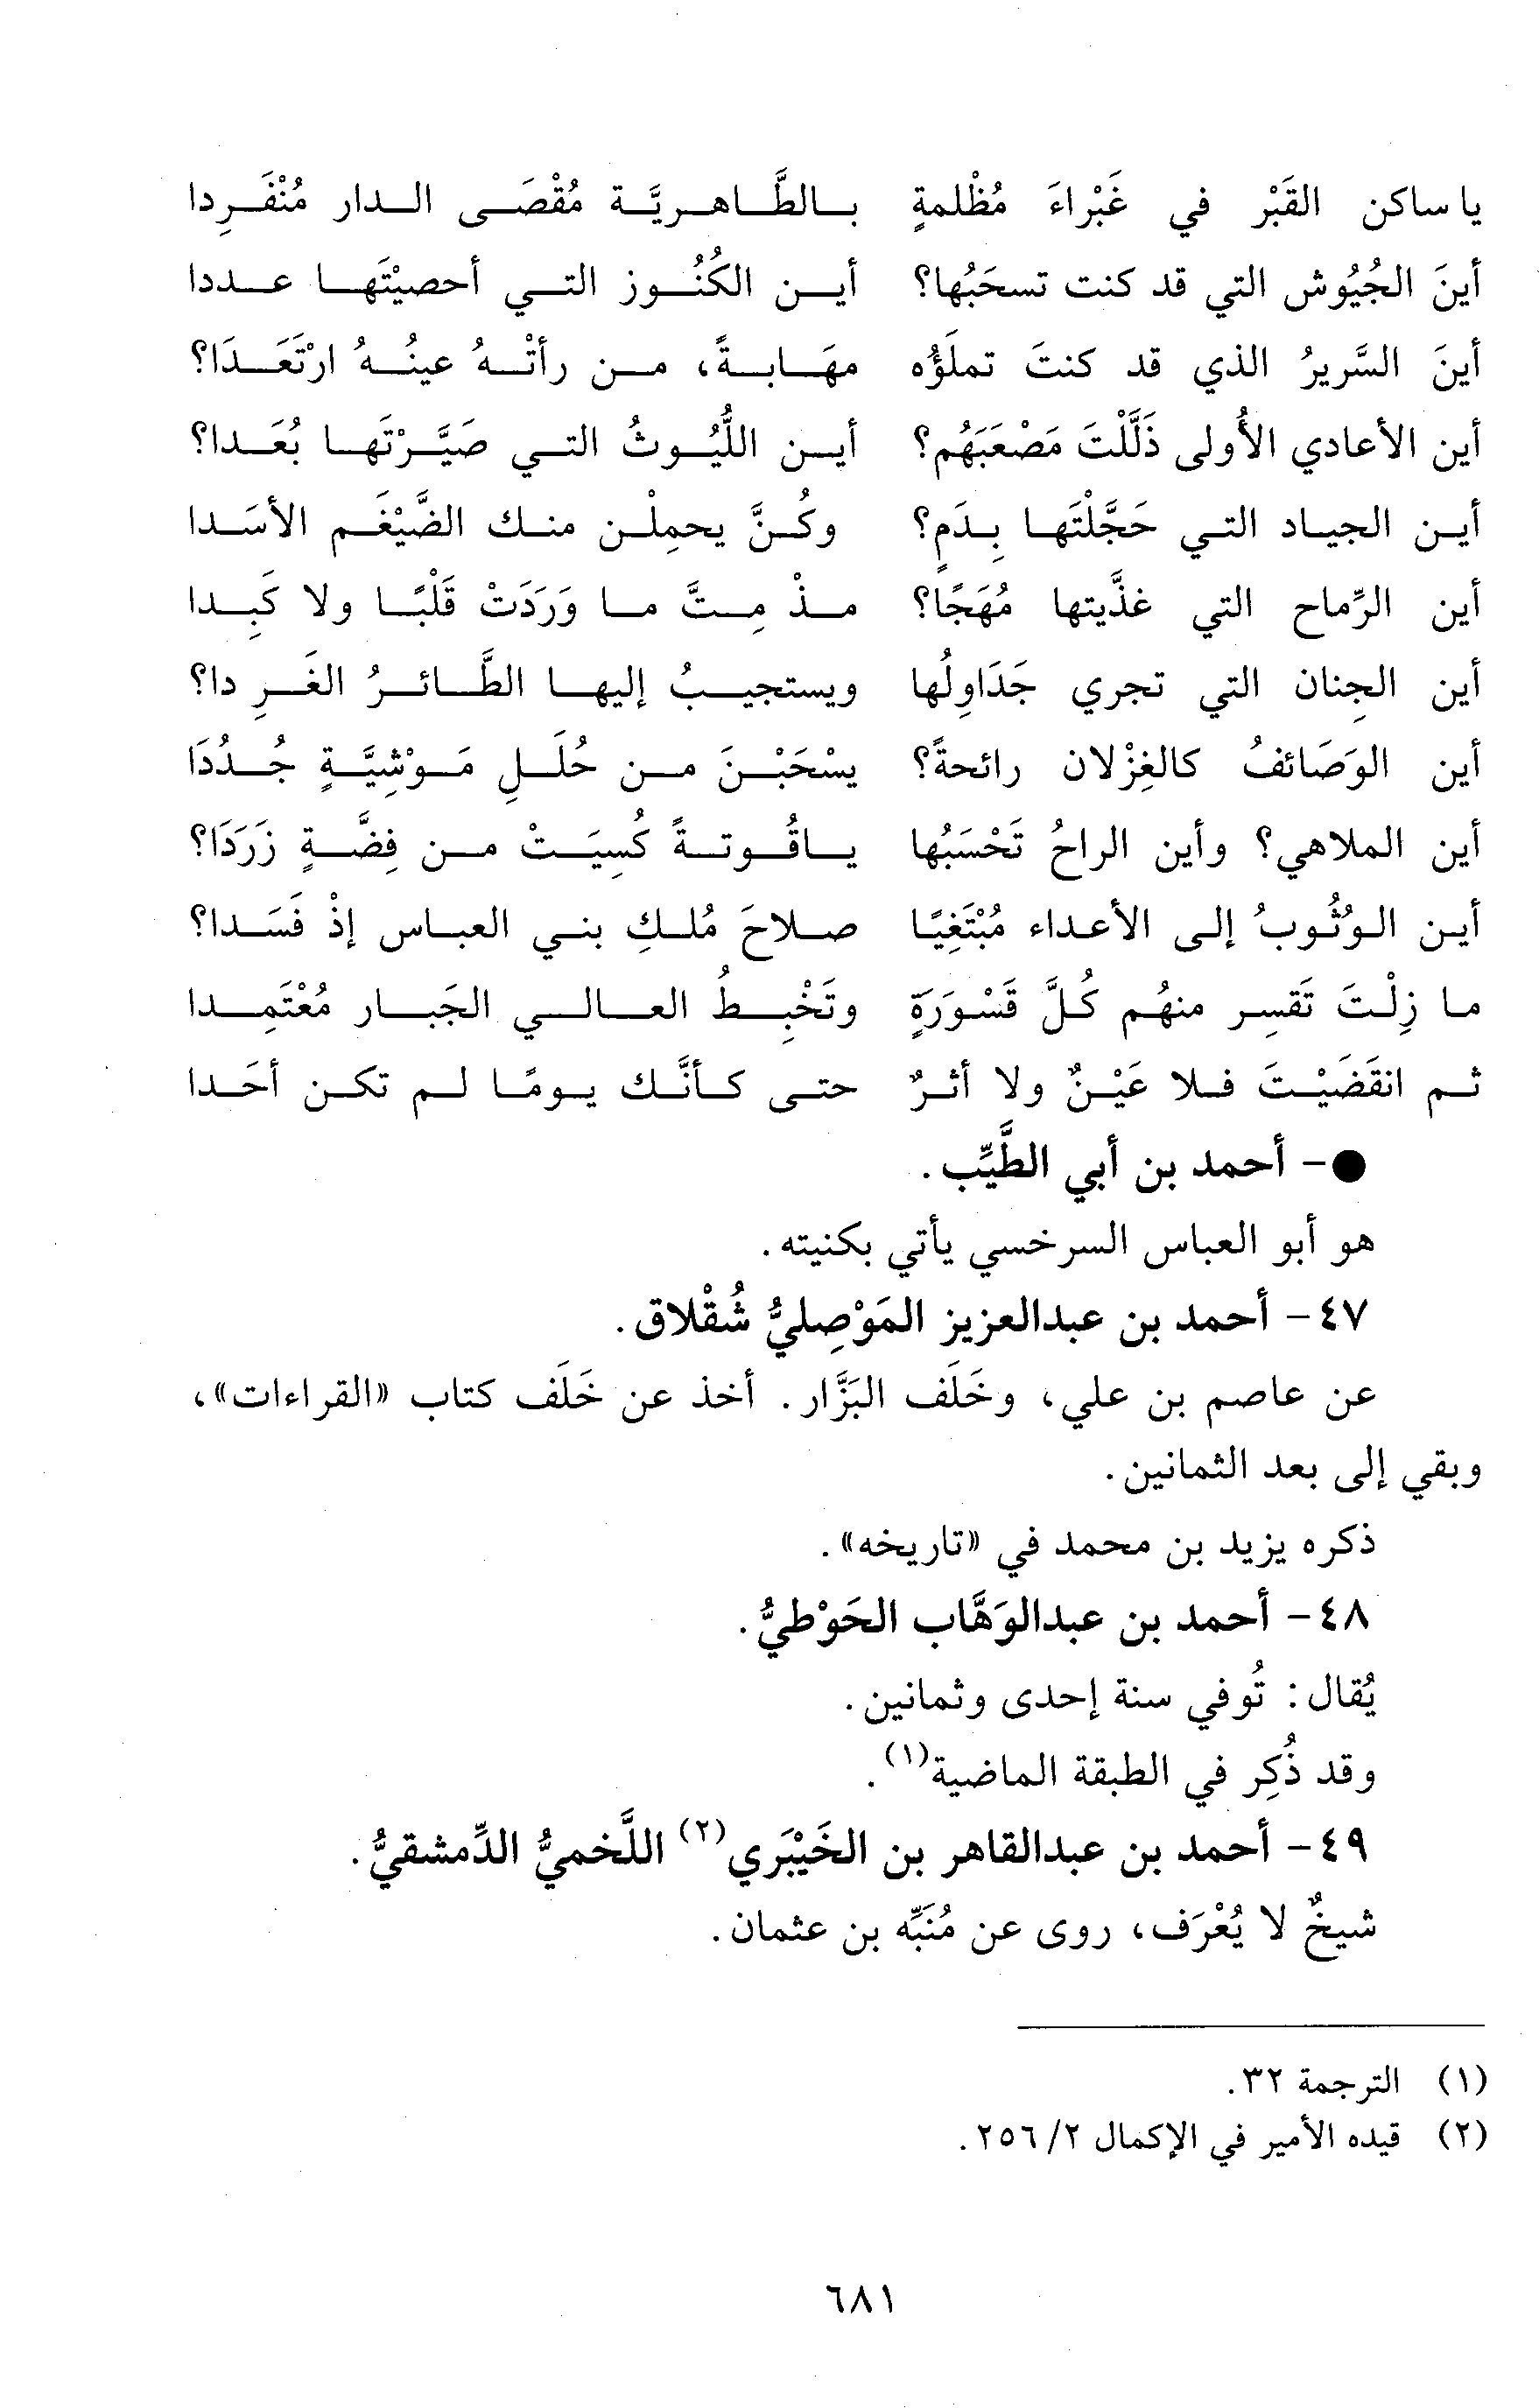 يا ساكن القَبْر في غَبْراءَ مُظْلمةٍ بالطَّاهريَّة مُقْصَى الدار مُنْفَرِدا
أينَ الجُيُوش التي قد كنت تسحَبُها؟ أين الكُنُوز التي أحصيْتَها عددا
أينَ السَّريرُ الذي قد كنتَ تملَؤُه مهَابةً، من رأتْهُ عينُهُ ارْتَعَدَا؟
أين الأعادي الأُولى ذَلَّلْتَ مَصْعَبَهُم؟ أين اللُّيُوثُ التي صَيَّرْتَها بُعَدا؟
أين الجياد التي حَجَّلْتَها بِدَمٍ؟ وكُنَّ يحمِلْن منك الضَّيْغَم الأسَدا
أين الرِّماح التي غذَّيتها مُهَجًا؟ مذْ مِتَّ ما وَرَدَتْ قَلْبًا ولا كَبِدا
أين الجِنان التي تجري جَدَاوِلُها ويستجيبُ إليها الطَّائرُ الغَرِدا؟
أين الوَصَائفُ كالغِزْلان رائحةً؟ يسْحَبْنَ من حُلَلِ مَوْشِيَّةٍ جُدُدَا
أين الملاهي؟ وأين الراحُ تَحْسَبُها ياقُوتةً كُسِيَتْ من فِضَّةٍ زَرَدَا؟
أين الوُثُوبُ إلى الأعداء مُبْتَغِيًا صلاحَ مُلكِ بني العباس إذْ فَسَدا؟
ما زِلْتَ تَقسِر منهُم كُلَّ قَسْوَرَةٍ وتَخْبِطُ العالي الجَبار مُعْتَمِدا
ثم انقَضَيْتَ فلا عَيْنٌ ولا أثرٌ حتى كأنَّك يومًا لم تكن أحَدا
●- أحمد بن أبي الطَّيِّب.
هو أبو العباس السرخسي يأتي بكنيته.
٤٧- أحمد بن عبدالعزيز المَوْصِليُّ شُقْلاق.
عن عاصم بن علي، وخَلَف البَزَّار. أخذ عن خَلَف كتاب «القراءات»،
وبقي إلى بعد الثمانين.
ذكره يزيد بن محمد في «تاريخه».
٤٨- أحمد بن عبدالوَهَّاب الحَوْطيُّ.
يُقال: تُوفي سنة إحدى وثمانين.
وقد ذُكِر في الطبقة الماضية(١).
٤٩- أحمد بن عبدالقاهر بن الخَيْبَري(٢) اللَّخميُّ الدِّمشقيُّ.
شيخٌ لا يُعْرَف، روى عن مُنَبِّه بن عثمان.
(١) الترجمة ٣٢.
(٢) قيده الأمير في الإكمال ٢/ ٢٥٦.
٦٨١